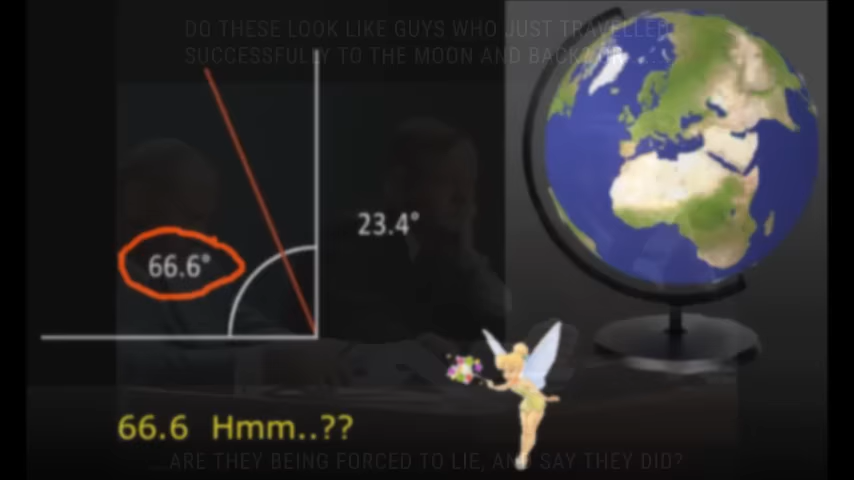 DO THESE LOOK LIKE GUYS WHO JUST TRAVELLED
SUCCESSFULLY TO THE MOON AND BACK?
23.4°
66.6°
66.6 Hmm..??
ARE THEY BEING FORCED TO LIE, AND SAY THEY DID?